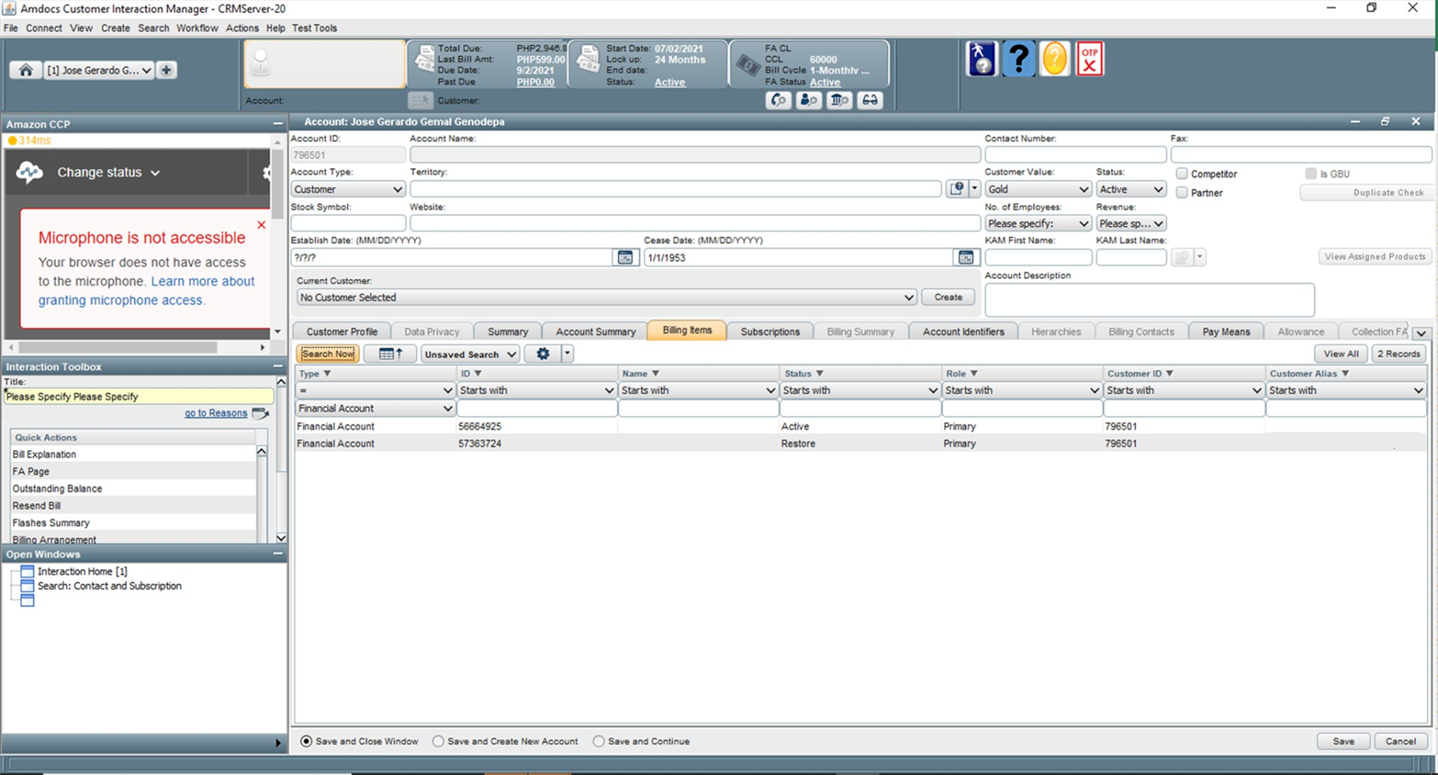 Amdocs Customer Interaction Manager - CRMServer-20
File Connect View Create Search Workflow Actions Help Test Tools
[1] Jose Gerardo G...
Account:
Total Due: PHP2,946.8
Last Bill Amt: PHP599.00
Due Date: 9/2/2021
Past Due PHP0.00
Customer:
Start Date: 07/02/2021
Lock up: 24 Months
End date:
Status: Active
FA CL
CCL 60000
Bill Cycle 1-Monthly ...
FA Status Active
OTP
Amazon CCP
314ms
Change status
Microphone is not accessible
Your browser does not have access
to the microphone. Learn more about
granting microphone access.
Interaction Toolbox
Title:
*Please Specify Please Specify
go to Reasons
Quick Actions
Bill Explanation
FA Page
Outstanding Balance
Resend Bill
Flashes Summary
Billing Arrangement
Open Windows
Interaction Home [1]
Search: Contact and Subscription
Account: Jose Gerardo Gemal Genodepa
Account ID: Account Name: Contact Number: Fax:
796501
Account Type: Territory: Customer Value: Status: Competitor Is GBU
Customer Gold Active Partner Duplicate Check
Stock Symbol: Website: No. of Employees: Revenue:
Please specify: Please sp...
Establish Date: (MM/DD/YYYY) Cease Date: (MM/DD/YYYY) KAM First Name: KAM Last Name:
?/?/? 1/1/1953 View Assigned Products
Current Customer: Account Description
No Customer Selected Create
Customer Profile Data Privacy Summary Account Summary Billing Items Subscriptions Billing Summary Account Identifiers Hierarchies Billing Contacts Pay Means Allowance Collection FA
Search Now Unsaved Search View All 2 Records
Type ID Name Status Role Customer ID Customer Alias
= Starts with Starts with Starts with Starts with Starts with Starts with
Financial Account
Financial Account 56664925 Active Primary 796501
Financial Account 57363724 Restore Primary 796501
Save and Close Window Save and Create New Account Save and Continue Save Cancel